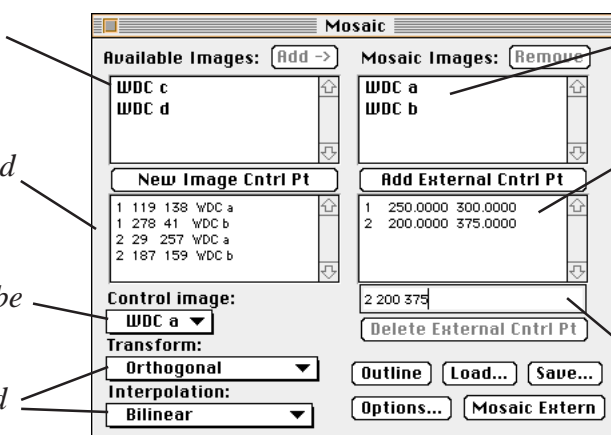 Mosaic
Available Images: Add ->
Mosaic Images: Remove
WDC c
WDC d
WDC a
WDC b
New Image Cntrl Pt
Add External Cntrl Pt
1 119 138 WDC a
1 278 41 WDC b
2 29 257 WDC a
2 187 159 WDC b
1 250.0000 300.0000
2 200.0000 375.0000
Control image:
WDC a
2 200 375
Delete External Cntrl Pt
Transform:
Orthogonal
Interpolation:
Bilinear
Outline Load... Save...
Options... Mosaic Extern
d
be
d